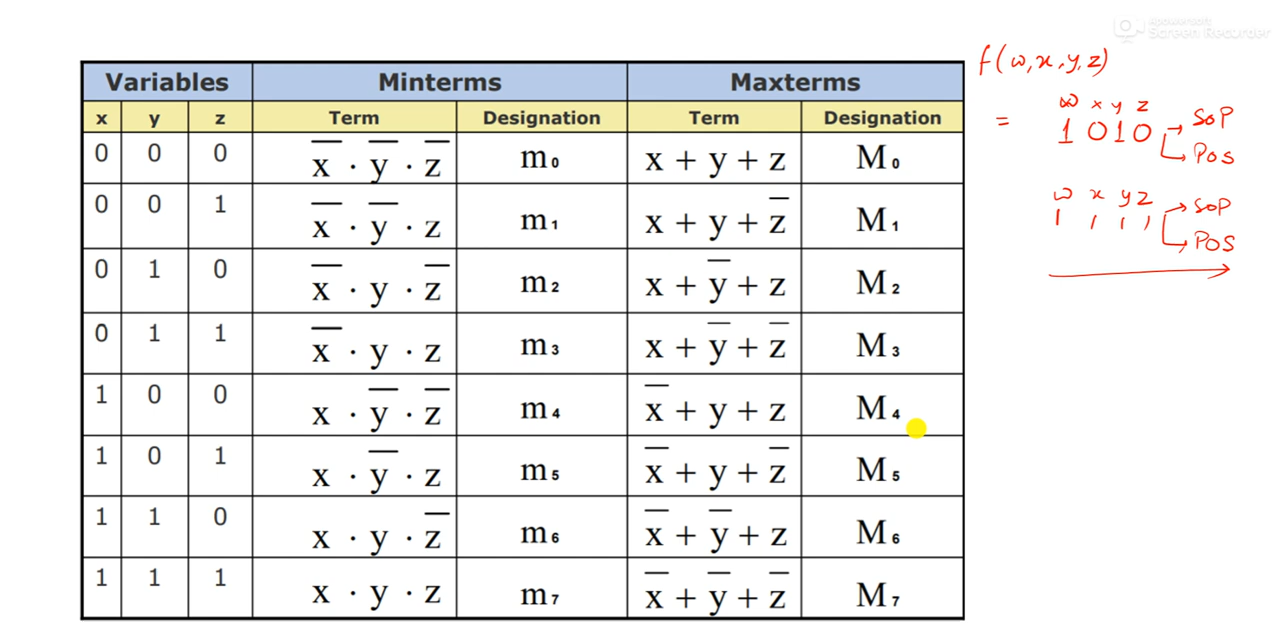 Apowersoft
Screen Recorder
Variables Minterms Maxterms
x y z Term Designation Term Designation
0 0 0 x̅ · y̅ · z̅ m₀ x + y + z M₀
0 0 1 x̅ · y̅ · z m₁ x + y + z̅ M₁
0 1 0 x̅ · y · z̅ m₂ x + y̅ + z M₂
0 1 1 x̅ · y · z m₃ x + y̅ + z̅ M₃
1 0 0 x · y̅ · z̅ m₄ x̅ + y + z M₄
1 0 1 x · y̅ · z m₅ x̅ + y + z̅ M₅
1 1 0 x · y · z̅ m₆ x̅ + y̅ + z M₆
1 1 1 x · y · z m₇ x̅ + y̅ + z̅ M₇
f(w,x,y,z)
w x y z
= 1 0 1 0 → SOP
→ POS
w x y z
1 1 1 1 → SOP
→ POS